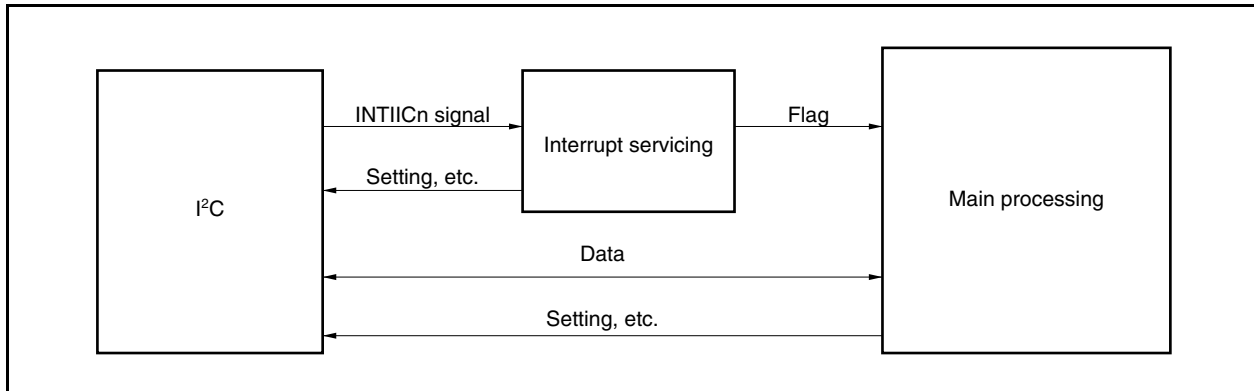 INTIICn signal
Flag
Interrupt servicing
Setting, etc.
I²C
Main processing
Data
Setting, etc.